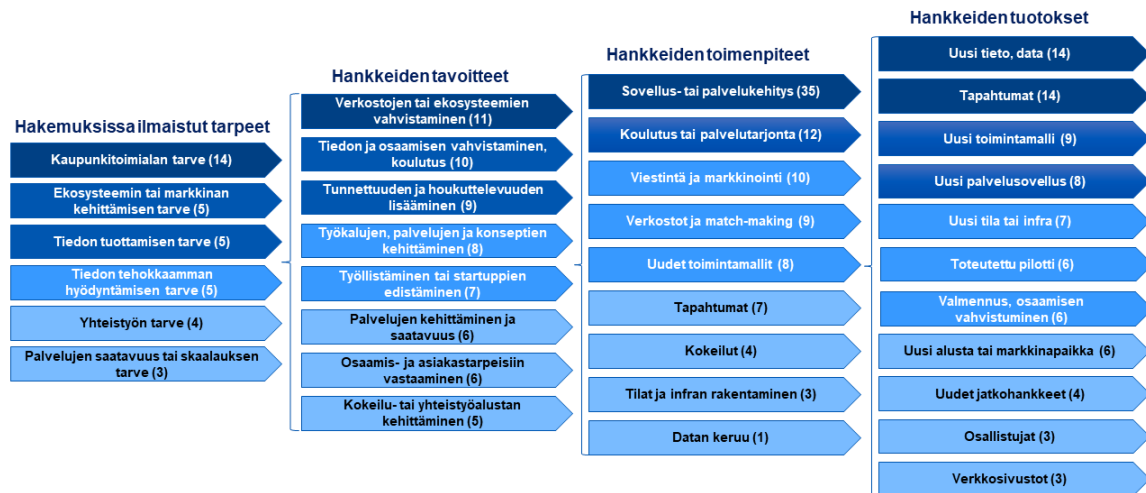 Hakemuksissa ilmaistut tarpeet
Kaupunkitoimialan tarve (14)
Ekosysteemin tai markkinan
kehittämisen tarve (5)
Tiedon tuottamisen tarve (5)
Tiedon tehokkaamman
hyödyntämisen tarve (5)
Yhteistyön tarve (4)
Palvelujen saatavuus tai skaalauksen
tarve (3)
Hankkeiden tavoitteet
Verkostojen tai ekosysteemien
vahvistaminen (11)
Tiedon ja osaamisen vahvistaminen,
koulutus (10)
Tunnettuuden ja houkuttelevuuden
lisääminen (9)
Työkalujen, palvelujen ja konseptien
kehittäminen (8)
Työllistäminen tai startuppien
edistäminen (7)
Palvelujen kehittäminen ja
saatavuus (6)
Osaamis- ja asiakastarpeisiin
vastaaminen (6)
Kokeilu- tai yhteistyöalustan
kehittäminen (5)
Hankkeiden toimenpiteet
Sovellus- tai palvelukehitys (35)
Koulutus tai palvelutarjonta (12)
Viestintä ja markkinointi (10)
Verkostot ja match-making (9)
Uudet toimintamallit (8)
Tapahtumat (7)
Kokeilut (4)
Tilat ja infran rakentaminen (3)
Datan keruu (1)
Hankkeiden tuotokset
Uusi tieto, data (14)
Tapahtumat (14)
Uusi toimintamalli (9)
Uusi palvelusovellus (8)
Uusi tila tai infra (7)
Toteutettu pilotti (6)
Valmennus, osaamisen
vahvistuminen (6)
Uusi alusta tai markkinapaikka (6)
Uudet jatkohankkeet (4)
Osallistujat (3)
Verkkosivustot (3)